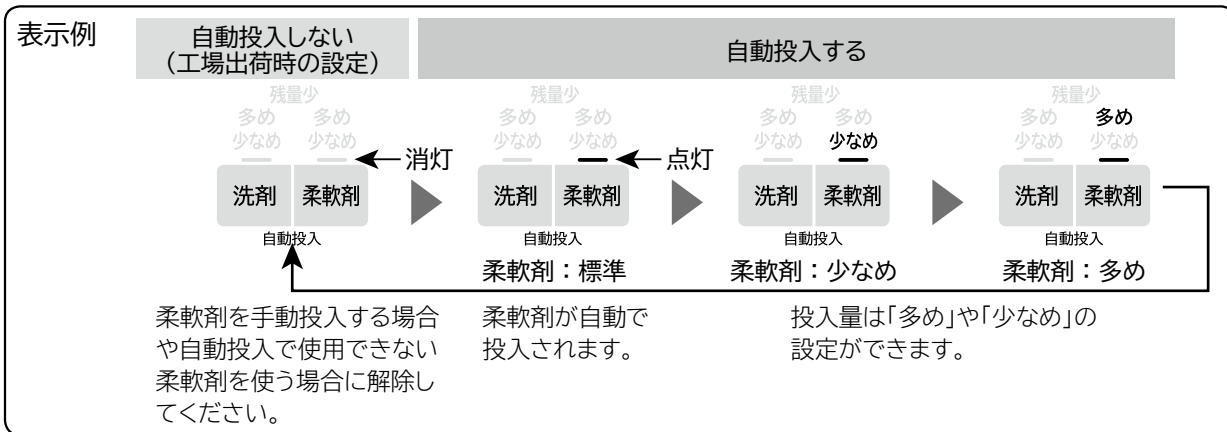 表示例
自動投入しない
（工場出荷時の設定）
自動投入する
残量少
多め 多め
少なめ 少なめ
消灯
洗剤 柔軟剤
自動投入
残量少
多め 多め
少なめ 少なめ
点灯
洗剤 柔軟剤
自動投入
柔軟剤：標準
残量少
多め 多め
少なめ 少なめ
洗剤 柔軟剤
自動投入
柔軟剤：少なめ
残量少
多め 多め
少なめ 少なめ
洗剤 柔軟剤
自動投入
柔軟剤：多め
柔軟剤を手動投入する場合
や自動投入で使用できない
柔軟剤を使う場合に解除し
てください。
柔軟剤が自動で
投入されます。
投入量は「多め」や「少なめ」の
設定ができます。